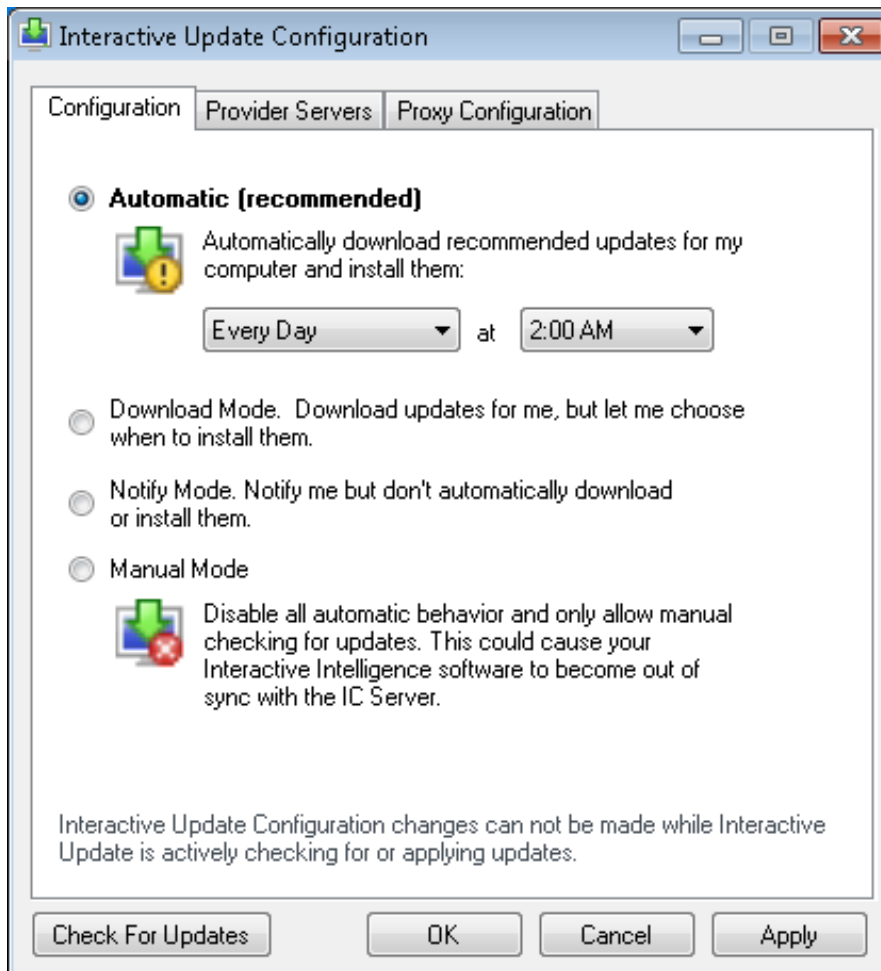 Interactive Update Configuration
Configuration
Provider Servers
Proxy Configuration
Automatic (recommended)
Automatically download recommended updates for my
computer and install them:
Every Day at 2:00 AM
Download Mode.  Download updates for me, but let me choose
when to install them.
Notify Mode. Notify me but don't automatically download
or install them.
Manual Mode
Disable all automatic behavior and only allow manual
checking for updates. This could cause your
Interactive Intelligence software to become out of
sync with the IC Server.
Interactive Update Configuration changes can not be made while Interactive
Update is actively checking for or applying updates.
Check For Updates
OK
Cancel
Apply